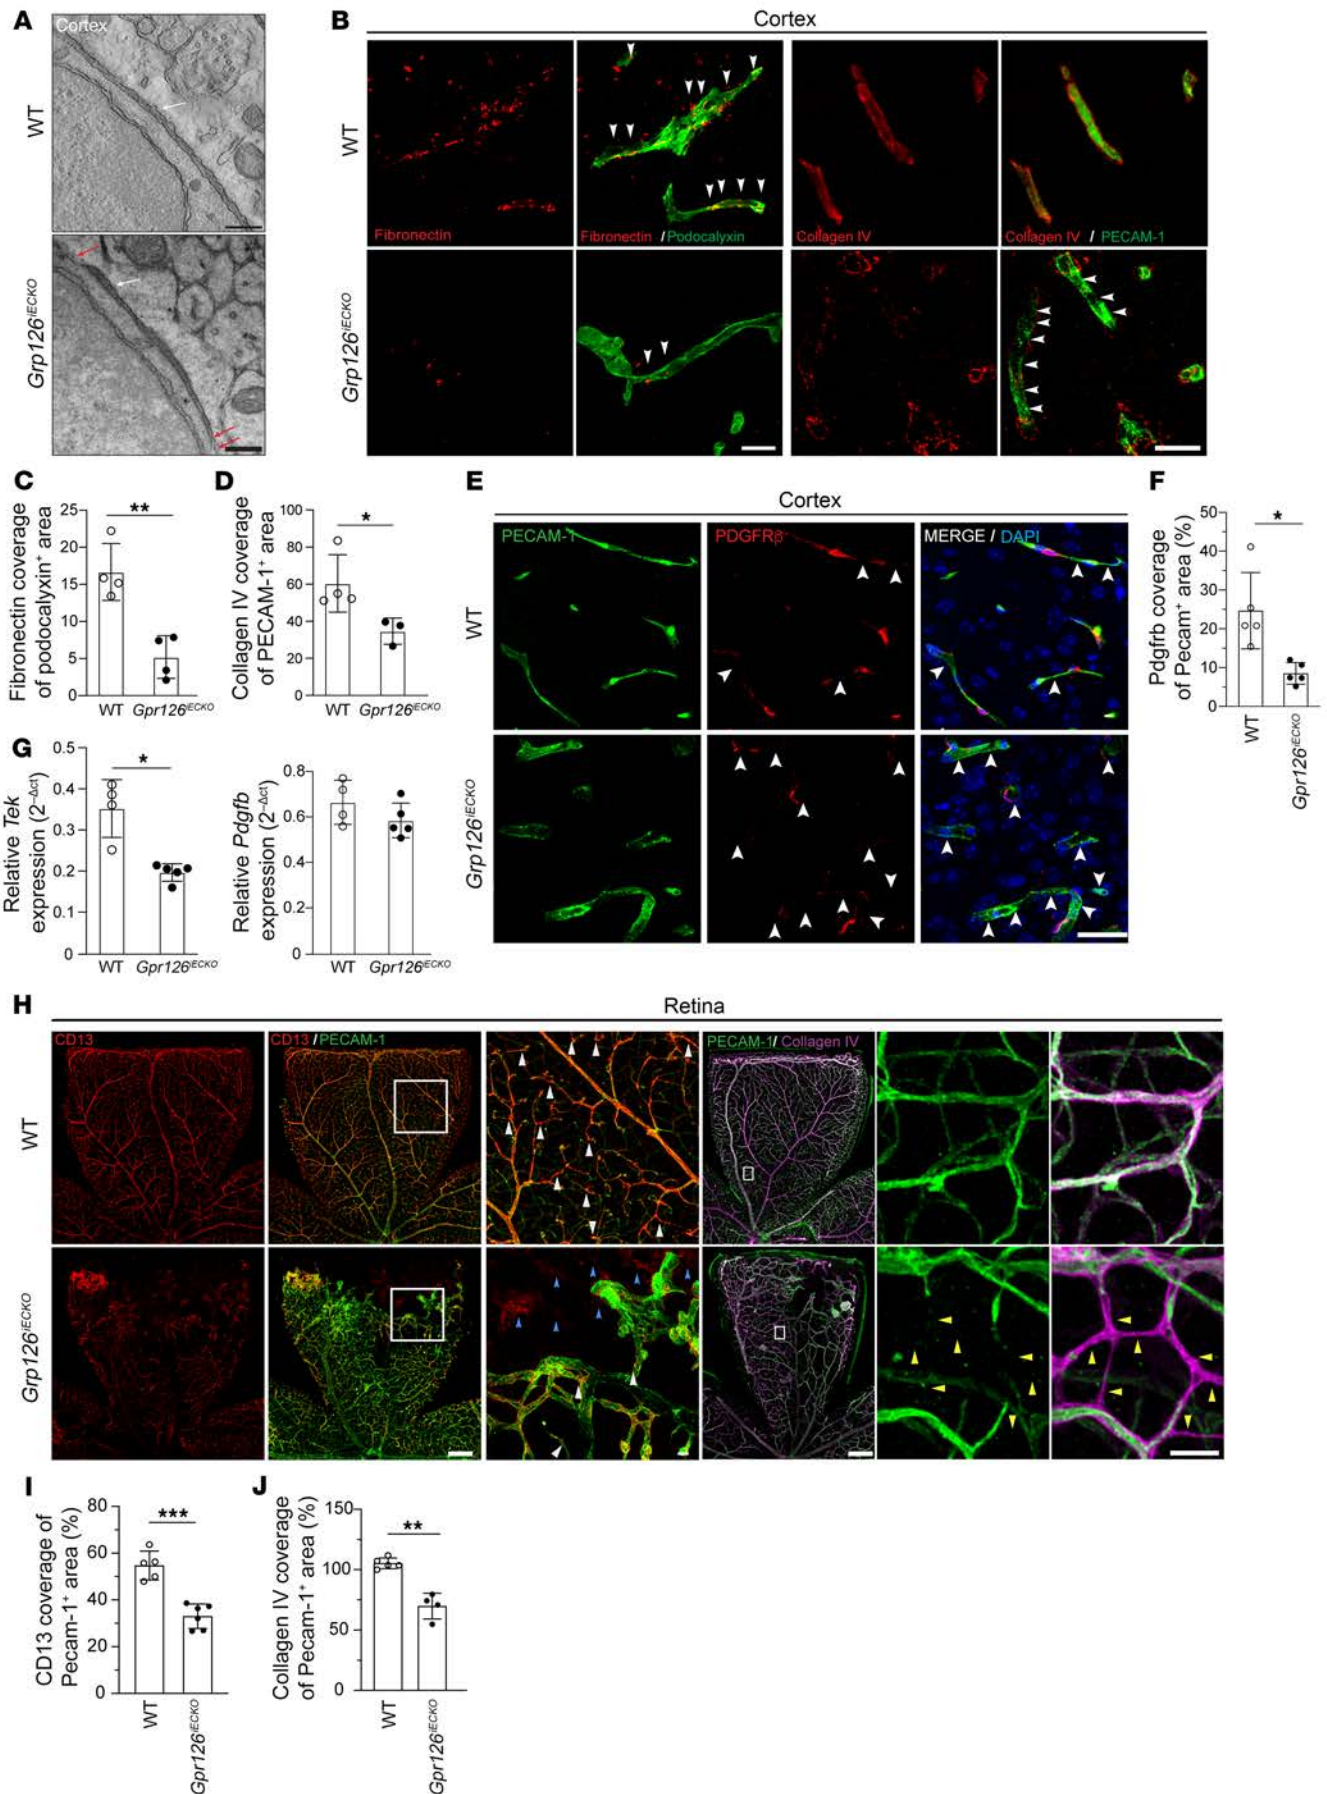 A
Cortex
WT
Grp126iECKO
B
Cortex
WT
Fibronectin
Fibronectin / Podocalyxin
Collagen IV
Collagen IV / PECAM-1
Grp126iECKO
C
Fibronectin coverage
of podocalyxin+ area
25
20
15
10
5
0
**
WT
Gpr126iECKO
D
Collagen IV coverage
of PECAM-1+ area
100
80
60
40
20
0
*
WT
Gpr126iECKO
E
Cortex
WT
PECAM-1
PDGFRβ
MERGE / DAPI
Grp126iECKO
F
Pdgfrb coverage
of Pecam+ area (%)
50
40
30
20
10
0
*
WT
Gpr126iECKO
G
Relative Tek
expression (2−Δct)
0.5
0.4
0.3
0.2
0.1
0
*
WT
Gpr126iECKO
Relative Pdgfb
expression (2−Δct)
0.8
0.6
0.4
0.2
0
WT
Gpr126iECKO
H
Retina
WT
CD13
CD13 / PECAM-1
PECAM-1/ Collagen IV
Grp126iECKO
I
CD13 coverage of
Pecam-1+ area (%)
80
60
40
20
0
***
WT
Gpr126iECKO
J
Collagen IV coverage
of Pecam-1+ area (%)
150
100
50
0
**
WT
Gpr126iECKO